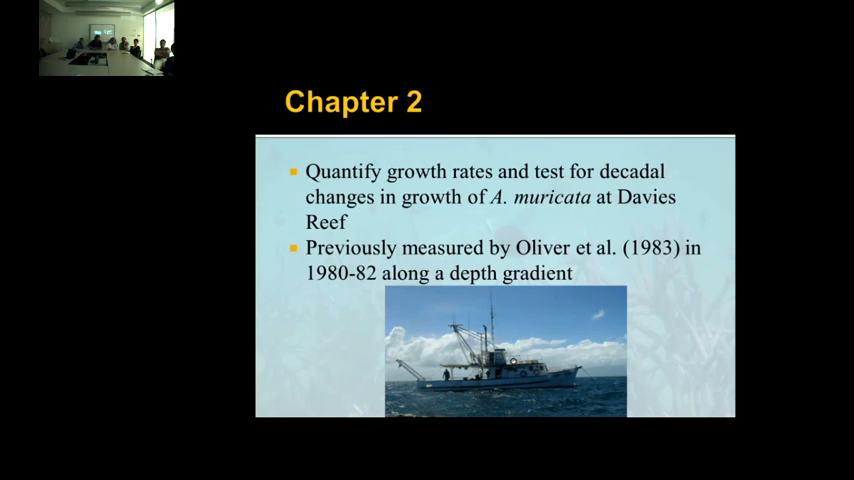 Chapter 2
Quantify growth rates and test for decadal
changes in growth of A. muricata at Davies
Reef
Previously measured by Oliver et al. (1983) in
1980-82 along a depth gradient